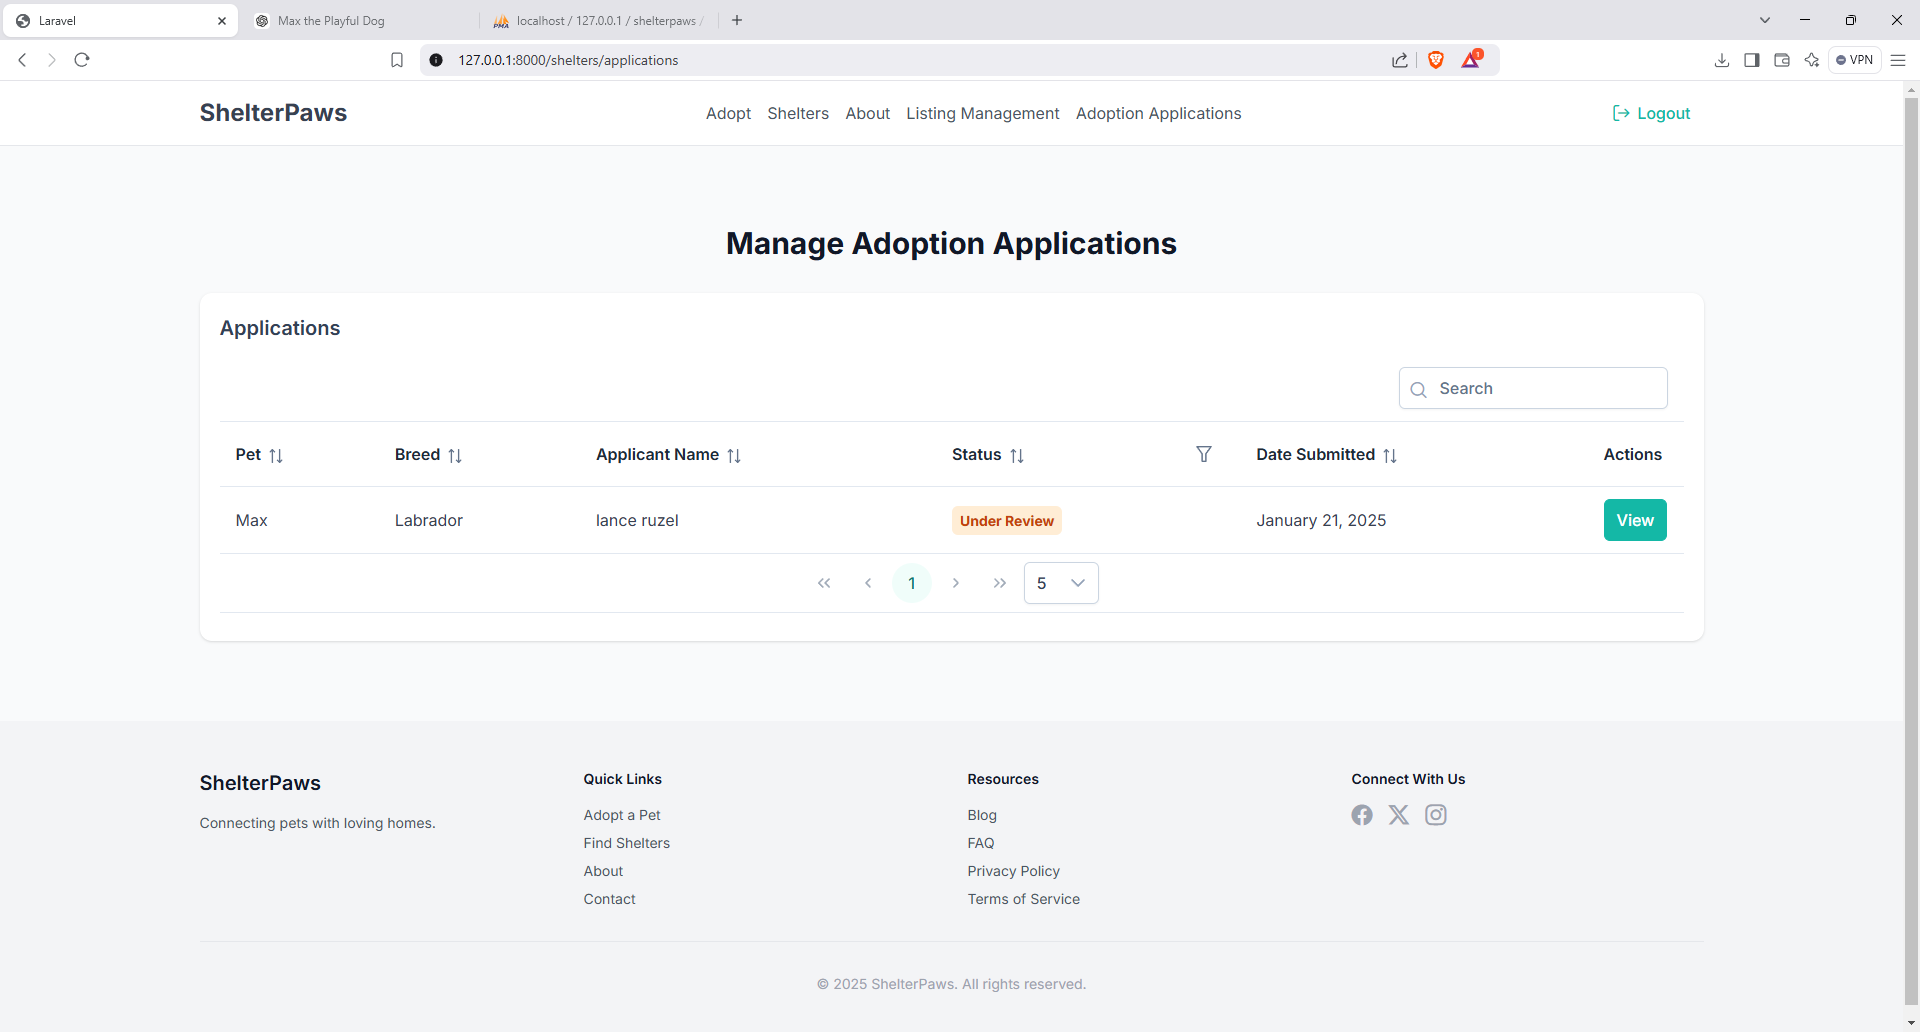 Laravel
Max the Playful Dog
PMA localhost / 127.0.0.1 / shelterpaws /
127.0.0.1:8000/shelters/applications
1
VPN
ShelterPaws
Adopt Shelters About Listing Management Adoption Applications
Logout
Manage Adoption Applications
Applications
Search
Pet Breed Applicant Name Status Date Submitted Actions
Max Labrador lance ruzel Under Review January 21, 2025 View
1 5
ShelterPaws
Connecting pets with loving homes.
Quick Links
Adopt a Pet
Find Shelters
About
Contact
Resources
Blog
FAQ
Privacy Policy
Terms of Service
Connect With Us
© 2025 ShelterPaws. All rights reserved.